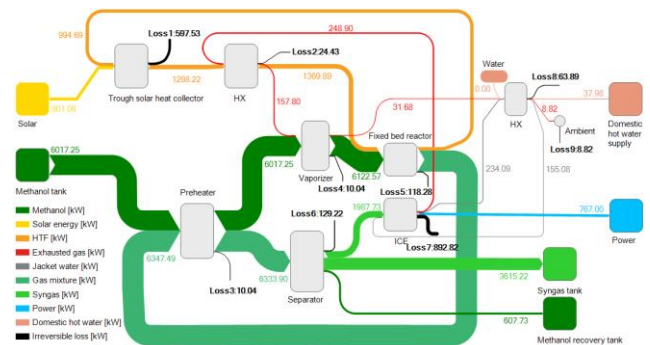 248.90
994.69
Loss1:597.53
Loss2:24.43
Water
Loss8:63.89
0.00
1298.22
1369.89
37.98
Trough solar heat collector
HX
157.80
31.68
HX
8.82
Solar
Fixed bed reactor
Ambient
Domestic
hot water
supply
Loss9:8.82
6017.25
6017.25
Vaporizer
6122.57
234.09
155.08
Loss4:10.04
Methanol tank
Preheater
Loss5:118.28
Loss6:129.22
1987.73
767.00
Methanol [kW]
Solar energy [kW]
HTF [kW]
Exhausted gas [kW]
Jacket water [kW]
Gas mixture [kW]
Syngas [kW]
Power [kW]
Domestic hot water [kW]
Irreversible loss [kW]
ICE
Loss7:892.82
Power
6347.49
6333.90
3615.22
Loss3:10.04
Separator
Syngas tank
607.73
Methanol recovery tank